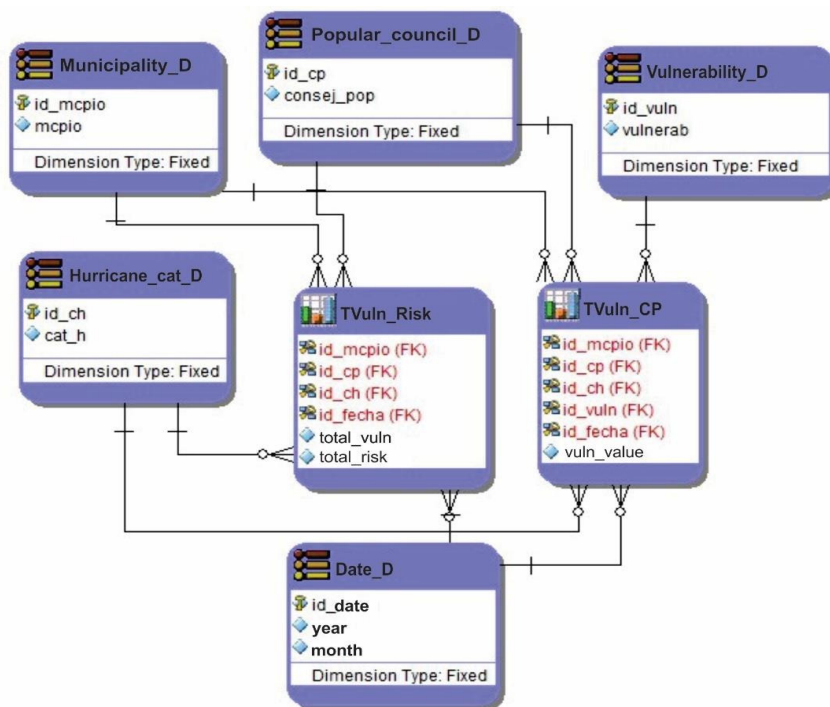 Municipality_D
id_mcpio
mcpio
Dimension Type: Fixed
Popular_council_D
id_cp
consej_pop
Dimension Type: Fixed
Vulnerability_D
id_vuln
vulnerab
Dimension Type: Fixed
Hurricane_cat_D
id_ch
cat_h
Dimension Type: Fixed
TVuln_Risk
id_mcpio (FK)
id_cp (FK)
id_ch (FK)
id_fecha (FK)
total_vuln
total_risk
TVuln_CP
id_mcpio (FK)
id_cp (FK)
id_ch (FK)
id_vuln (FK)
id_fecha (FK)
vuln_value
Date_D
id_date
year
month
Dimension Type: Fixed